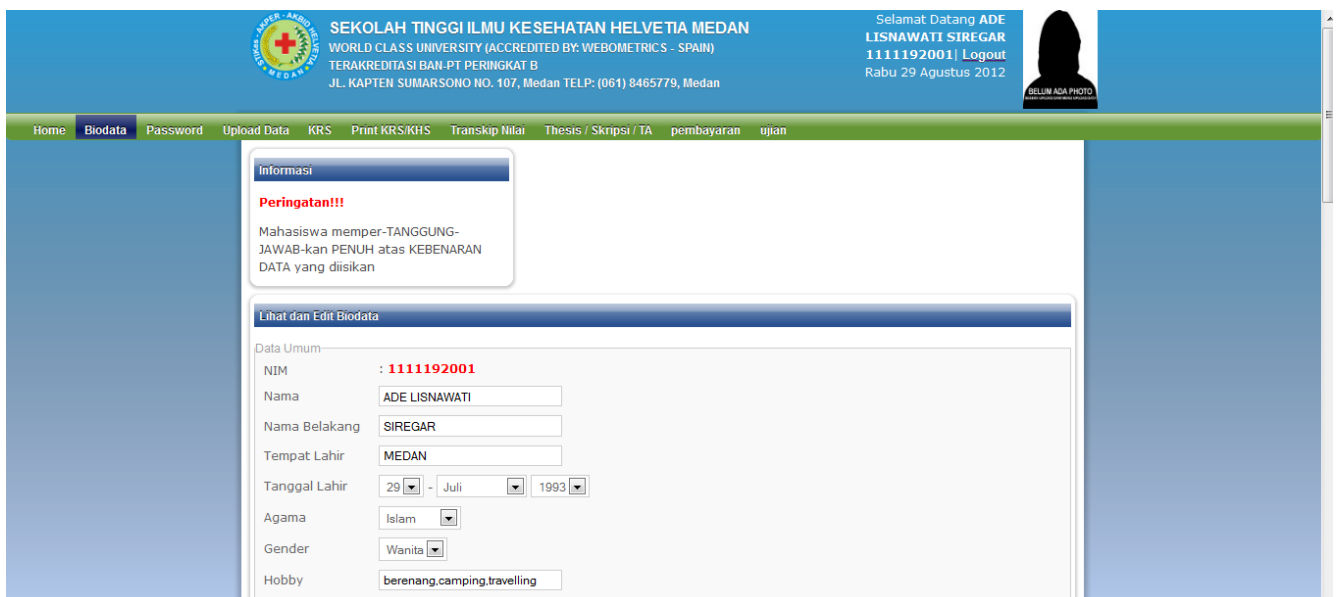 STIKes - AKPER - AKBID HELVETIA
MEDAN
SEKOLAH TINGGI ILMU KESEHATAN HELVETIA MEDAN
WORLD CLASS UNIVERSITY (ACCREDITED BY: WEBOMETRICS - SPAIN)
TERAKREDITASI BAN-PT PERINGKAT B
JL. KAPTEN SUMARSONO NO. 107, Medan TELP: (061) 8465779, Medan
Selamat Datang ADE
LISNAWATI SIREGAR
1111192001| Logout
Rabu 29 Agustus 2012
BELUM ADA PHOTO
Home Biodata Password Upload Data KRS Print KRS/KHS Transkip Nilai Thesis / Skripsi / TA pembayaran ujian
Informasi
Peringatan!!!
Mahasiswa memper-TANGGUNG-
JAWAB-kan PENUH atas KEBENARAN
DATA yang diisikan
Lihat dan Edit Biodata
Data Umum
NIM : 1111192001
Nama ADE LISNAWATI
Nama Belakang SIREGAR
Tempat Lahir MEDAN
Tanggal Lahir 29 - Juli 1993
Agama Islam
Gender Wanita
Hobby berenang,camping,travelling